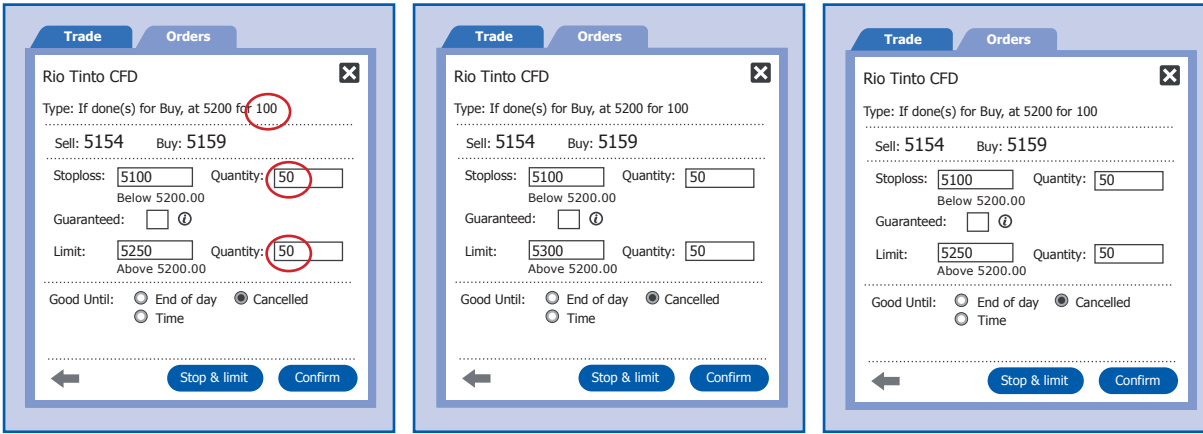 Trade Orders
Rio Tinto CFD
Type: If done(s) for Buy, at 5200 for 100
Sell: 5154 Buy: 5159
Stoploss: 5100 Quantity: 50
Below 5200.00
Guaranteed: i
Limit: 5250 Quantity: 50
Above 5200.00
Good Until: End of day Cancelled
Time
Stop & limit Confirm
Trade Orders
Rio Tinto CFD
Type: If done(s) for Buy, at 5200 for 100
Sell: 5154 Buy: 5159
Stoploss: 5100 Quantity: 50
Below 5200.00
Guaranteed: i
Limit: 5300 Quantity: 50
Above 5200.00
Good Until: End of day Cancelled
Time
Stop & limit Confirm
Trade Orders
Rio Tinto CFD
Type: If done(s) for Buy, at 5200 for 100
Sell: 5154 Buy: 5159
Stoploss: 5100 Quantity: 50
Below 5200.00
Guaranteed: i
Limit: 5250 Quantity: 50
Above 5200.00
Good Until: End of day Cancelled
Time
Stop & limit Confirm